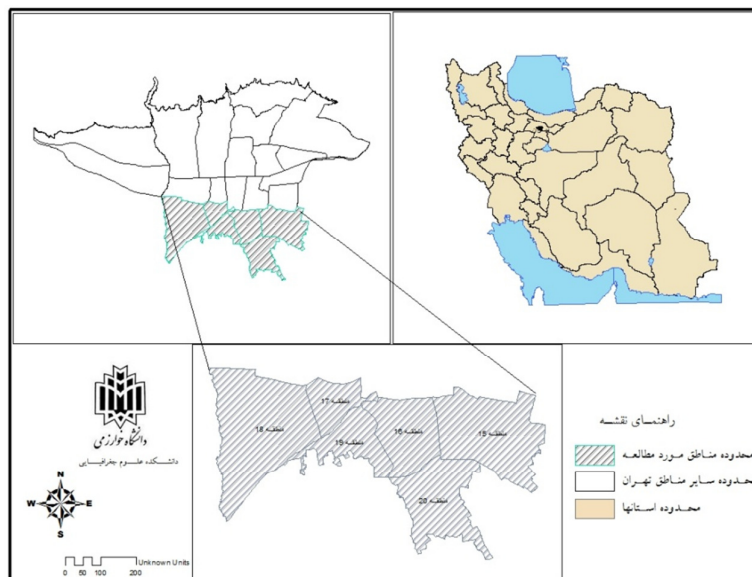 منطقه 17
منطقه 18
منطقه 19
منطقه 16
منطقه 15
منطقه 20
دانشگاه خوارزمی
دانشکده علوم جغرافیایی
N
W E
S
0 50 100 200
Unknown Units
راهنمای نقشه
محدوده مناطق مورد مطالعه
محدوده سایر مناطق تهران
محدوده استانها